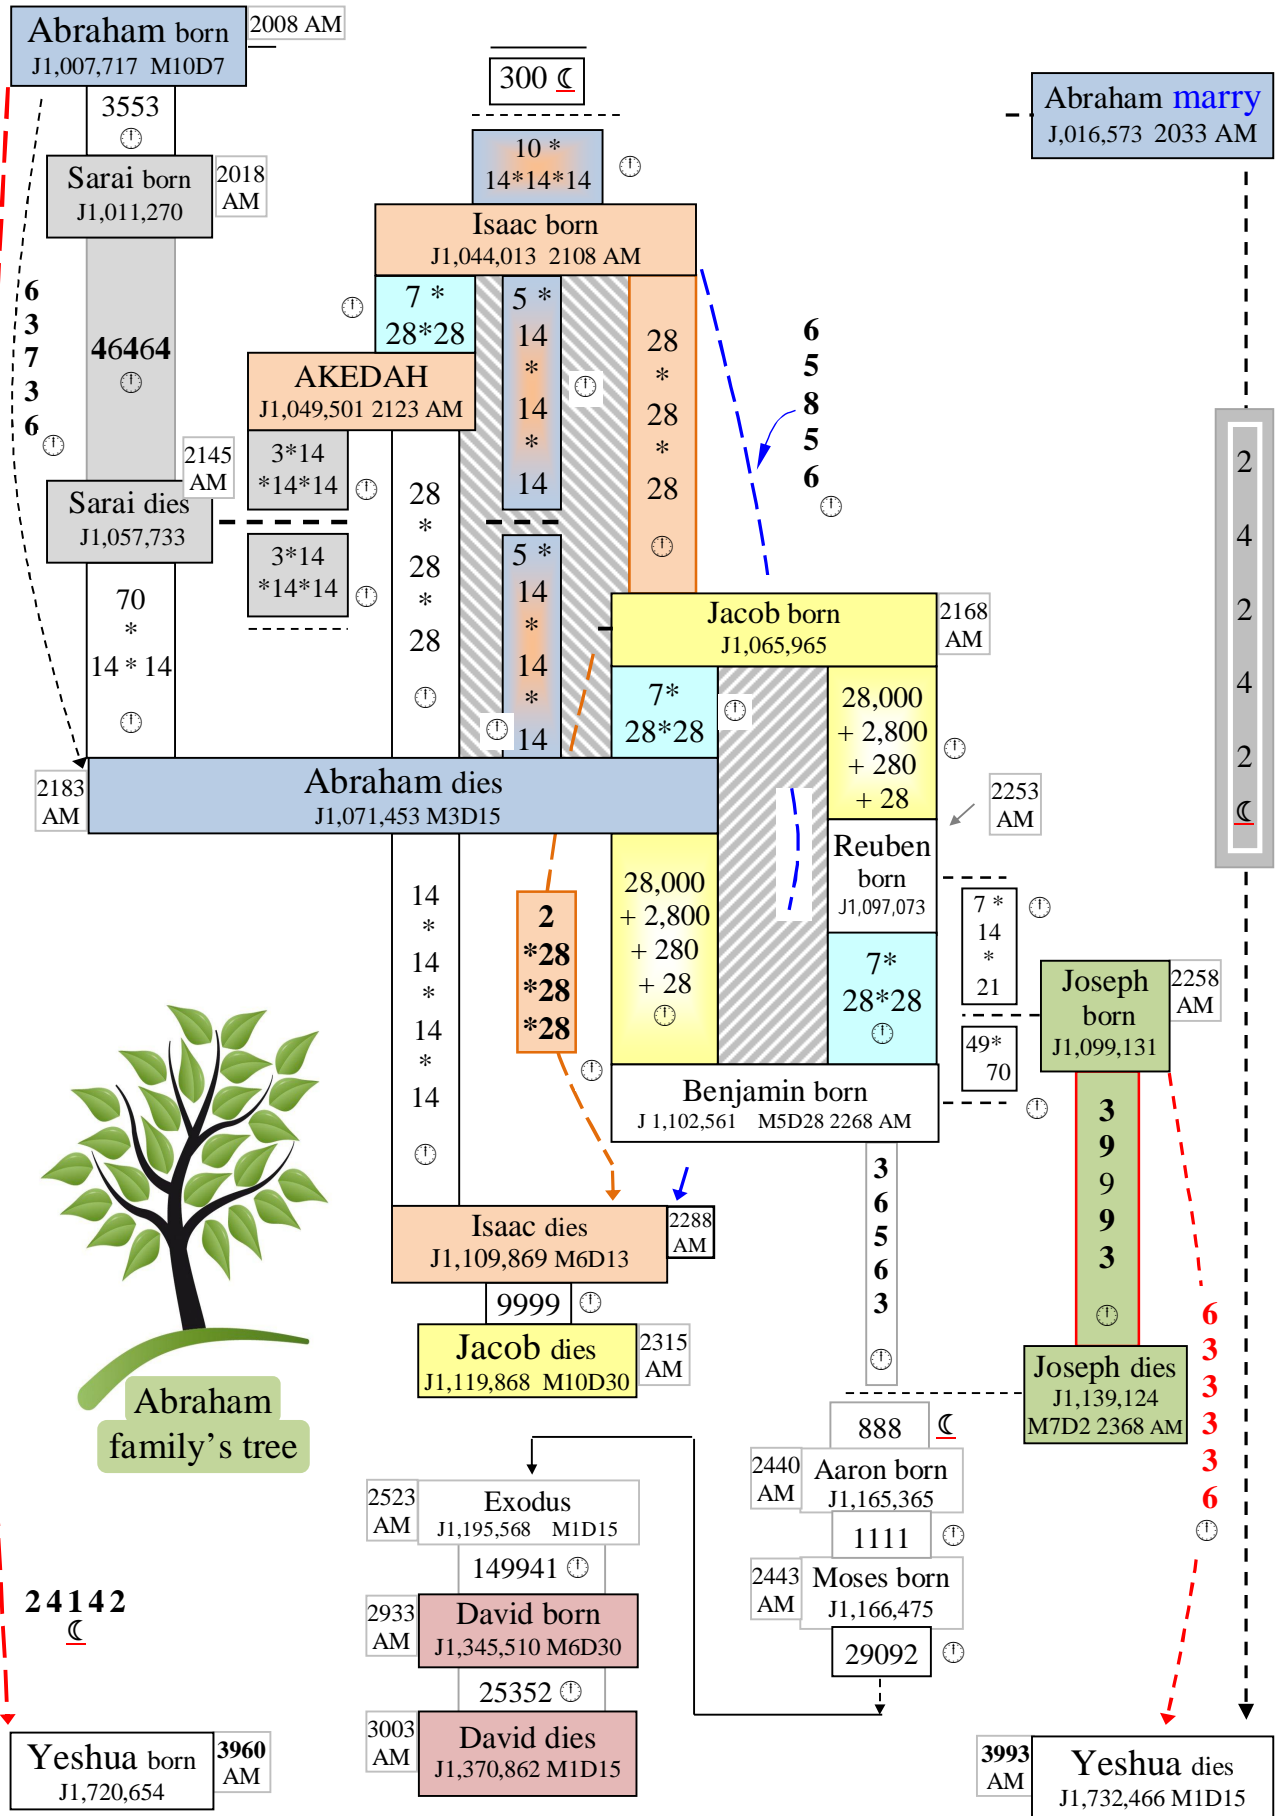 Abraham born
J1,007,717 M10D7
2008 AM
3553
Sarai born
J1,011,270
2018
AM
46464
6
3
7
3
6
Sarai dies
J1,057,733
2145
AM
70
*
14 * 14
300 ☾
10 *
14*14*14
Isaac born
J1,044,013 2108 AM
7 *
28*28
AKEDAH
J1,049,501 2123 AM
3*14
*14*14
3*14
*14*14
28
*
28
*
28
5 *
14
*
14
*
14
5 *
14
*
14
*
14
28
*
28
*
28
6
5
8
5
6
Abraham marry
J,016,573 2033 AM
2
4
2
4
2
☾
Jacob born
J1,065,965
2168
AM
7*
28*28
28,000
+ 2,800
+ 280
+ 28
2183
AM
Abraham dies
J1,071,453 M3D15
2253
AM
Reuben
born
J1,097,073
14
*
14
*
14
*
14
2
*28
*28
*28
28,000
+ 2,800
+ 280
+ 28
7*
28*28
7 *
14
*
21
49*
70
Joseph
born
J1,099,131
2258
AM
Benjamin born
J 1,102,561 M5D28 2268 AM
3
6
5
6
3
3
9
9
9
3
Isaac dies
J1,109,869 M6D13
2288
AM
9999
Jacob dies
J1,119,868 M10D30
2315
AM
Joseph dies
J1,139,124
M7D2 2368 AM
6
3
3
3
3
6
Abraham
family's tree
888 ☾
2440
AM
Aaron born
J1,165,365
1111
2443
AM
Moses born
J1,166,475
29092
2523
AM
Exodus
J1,195,568 M1D15
149941
2933
AM
David born
J1,345,510 M6D30
25352
3003
AM
David dies
J1,370,862 M1D15
2 4 1 4 2
☾
Yeshua born
J1,720,654
3960
AM
3993
AM
Yeshua dies
J1,732,466 M1D15